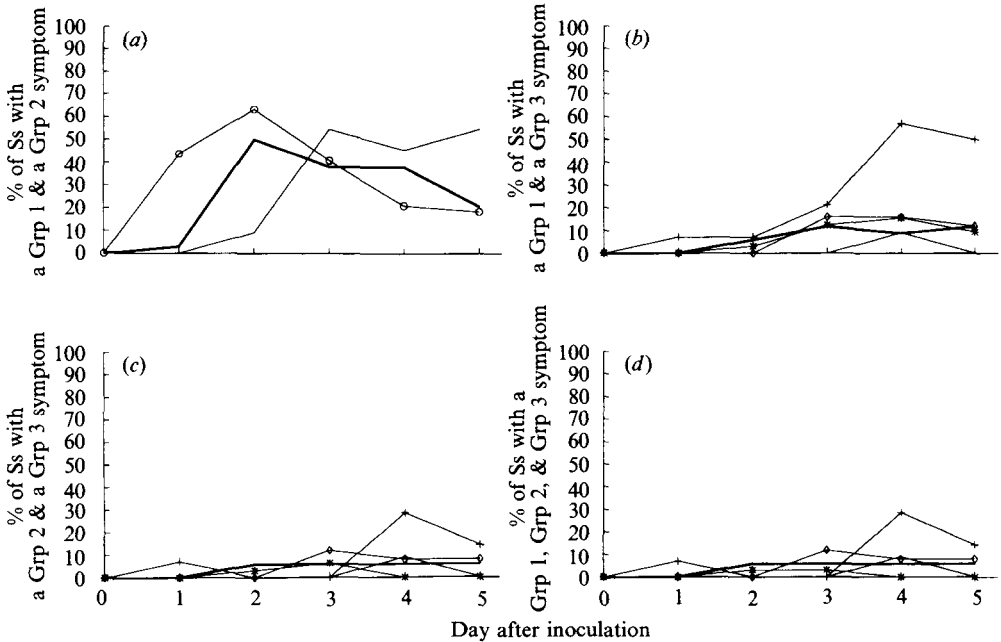 100
90
80
70
60
50
40
30
20
10
0
(a)
% of Ss with
a Grp 1 & a Grp 2 symptom
100
90
80
70
60
50
40
30
20
10
0
(b)
% of Ss with
a Grp 1 & a Grp 3 symptom
100
90
80
70
60
50
40
30
20
10
0
(c)
% of Ss with
a Grp 2 & a Grp 3 symptom
0 1 2 3 4 5
100
90
80
70
60
50
40
30
20
10
0
(d)
% of Ss with a
Grp 1, Grp 2, & Grp 3 symptom
0 1 2 3 4 5
Day after inoculation